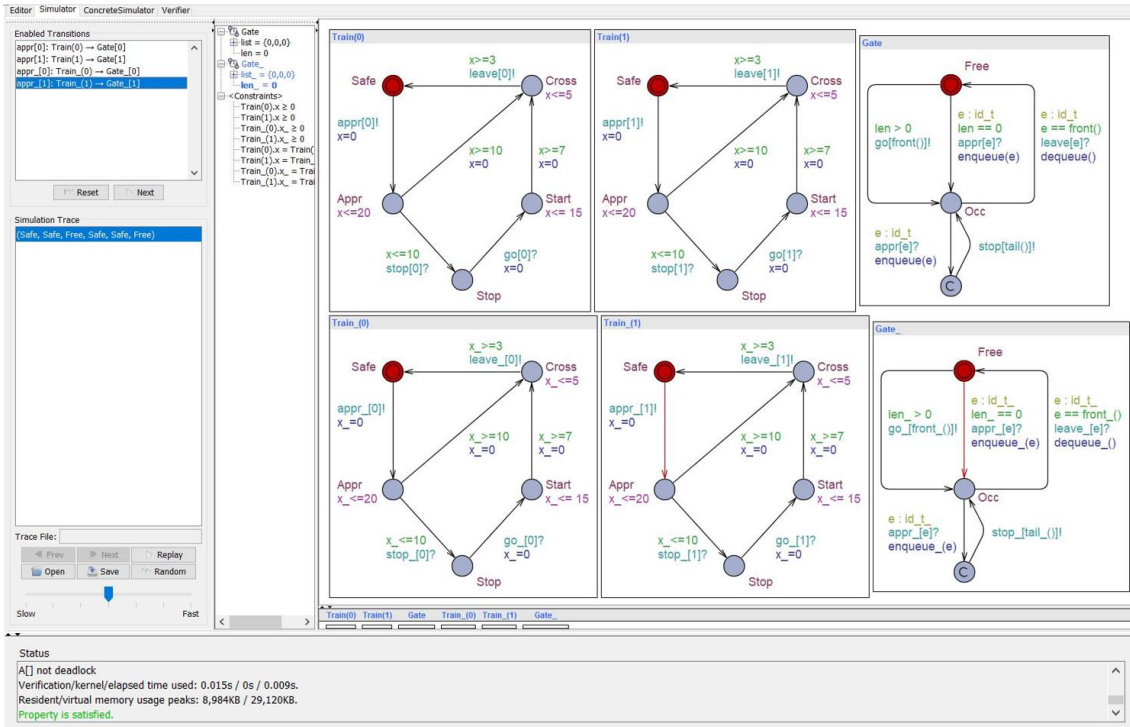 Editor Simulator ConcreteSimulator Verifier
Enabled Transitions
appr[0]: Train(0) → Gate[0]
appr[1]: Train(1) → Gate[1]
appr_[0]: Train_(0) → Gate_[0]
appr_[1]: Train_(1) → Gate_[1]
Reset Next
Simulation Trace
(Safe, Safe, Free, Safe, Safe, Free)
Trace File:
Prev Next Replay
Open Save Random
Slow Fast
Gate
list = {0,0,0}
len = 0
Gate_
list_ = {0,0,0}
len_ = 0
<Constraints>
Train(0).x ≥ 0
Train(1).x ≥ 0
Train_(0).x_ ≥ 0
Train_(1).x_ ≥ 0
Train(0).x = Train(
Train(1).x = Train_
Train_(0).x_ = Trai
Train_(1).x_ = Trai
Train(0)
Safe
x>=3
leave[0]!
Cross
x<=5
appr[0]!
x=0
x>=10
x=0
x>=7
x=0
Appr
x<=20
Start
x<= 15
x<=10
stop[0]?
go[0]?
x=0
Stop
Train(1)
Safe
x>=3
leave[1]!
Cross
x<=5
appr[1]!
x=0
x>=10
x=0
x>=7
x=0
Appr
x<=20
Start
x<= 15
x<=10
stop[1]?
go[1]?
x=0
Stop
Gate
Free
len > 0
go[front()]!
e : id_t
len == 0
appr[e]?
enqueue(e)
e : id_t
e == front()
leave[e]?
dequeue()
Occ
e : id_t
appr[e]?
enqueue(e)
stop[tail()]!
C
Train_(0)
Safe
x_>=3
leave_[0]!
Cross
x_<=5
appr_[0]!
x_=0
x_>=10
x_=0
x_>=7
x_=0
Appr
x_<=20
Start
x_<= 15
x_<=10
stop_[0]?
go_[0]?
x_=0
Stop
Train_(1)
Safe
x_>=3
leave_[1]!
Cross
x_<=5
appr_[1]!
x_=0
x_>=10
x_=0
x_>=7
x_=0
Appr
x_<=20
Start
x_<= 15
x_<=10
stop_[1]?
go_[1]?
x_=0
Stop
Gate_
Free
len_ > 0
go_[front_()]!
e : id_t_
len_ == 0
appr_[e]?
enqueue_(e)
e : id_t_
e == front_()
leave_[e]?
dequeue_()
Occ
e : id_t_
appr_[e]?
enqueue_(e)
stop_[tail_()]!
C
Train(0) Train(1) Gate Train_(0) Train_(1) Gate_
Status
A[] not deadlock
Verification/kernel/elapsed time used: 0.015s / 0s / 0.009s.
Resident/virtual memory usage peaks: 8,984KB / 29,120KB.
Property is satisfied.